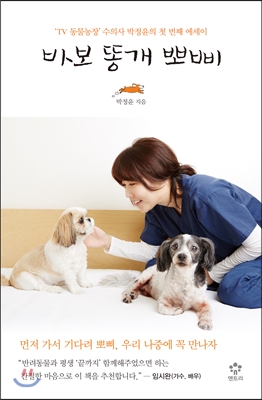 'TV 동물농장' 수의사 박정윤의 첫 번째 에세이
바보 똥개 뽀삐
박정윤 지음
먼저 가서 기다려 뽀삐, 우리 나중에 꼭 만나자
"반려동물과 평생 '끝까지' 함께해주었으면 하는
간절한 마음으로 이 책을 추천합니다." — 임시완(가수, 배우)
엔트리
YES24